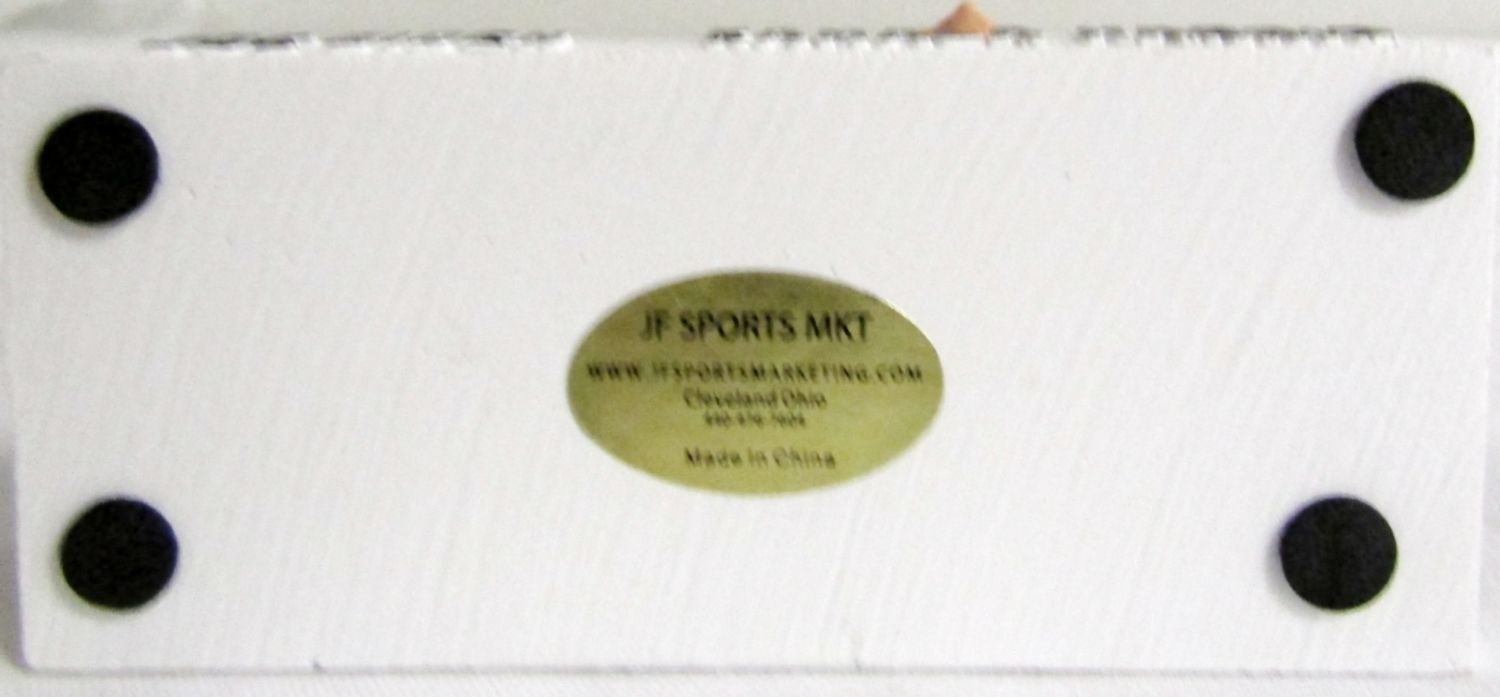 JF SPORTS MKT
WWW.JFSPORTSMARKETING.COM
Cleveland Ohio
Made in China